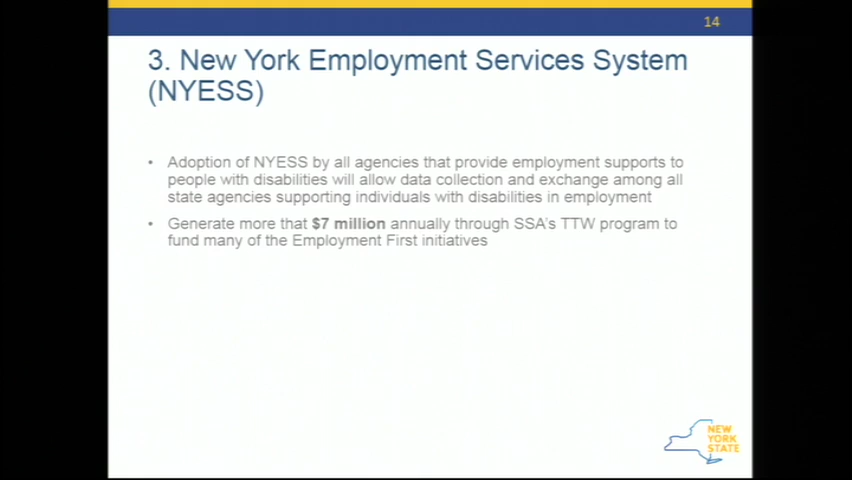 14
3. New York Employment Services System
(NYESS)
• Adoption of NYESS by all agencies that provide employment supports to
people with disabilities will allow data collection and exchange among all
state agencies supporting individuals with disabilities in employment
• Generate more that $7 million annually through SSA's TTW program to
fund many of the Employment First initiatives
NEW
YORK
STATE